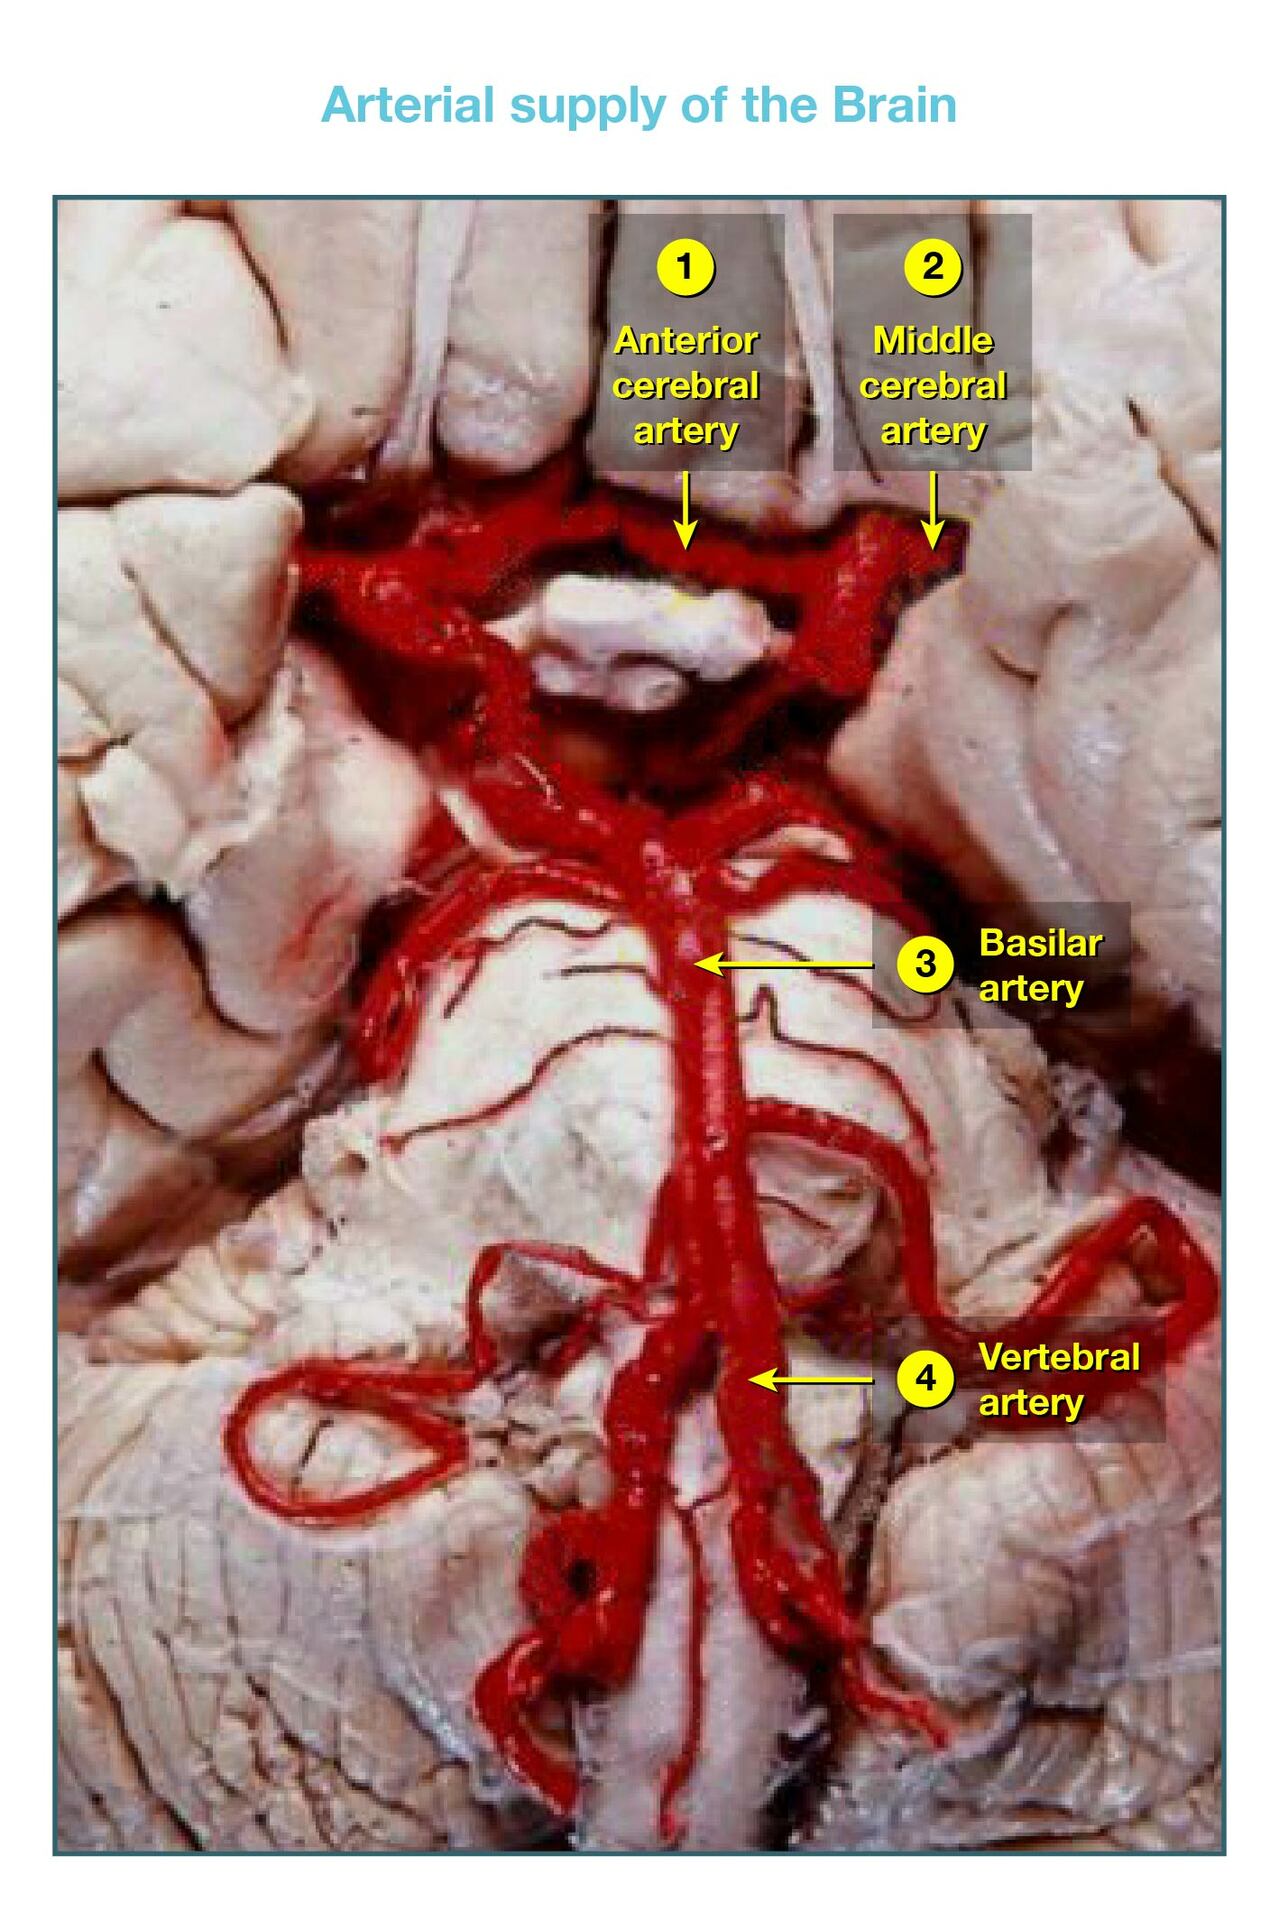 Arterial supply of the Brain
1
Anterior
cerebral
artery
2
Middle
cerebral
artery
3
Basilar
artery
4
Vertebral
artery